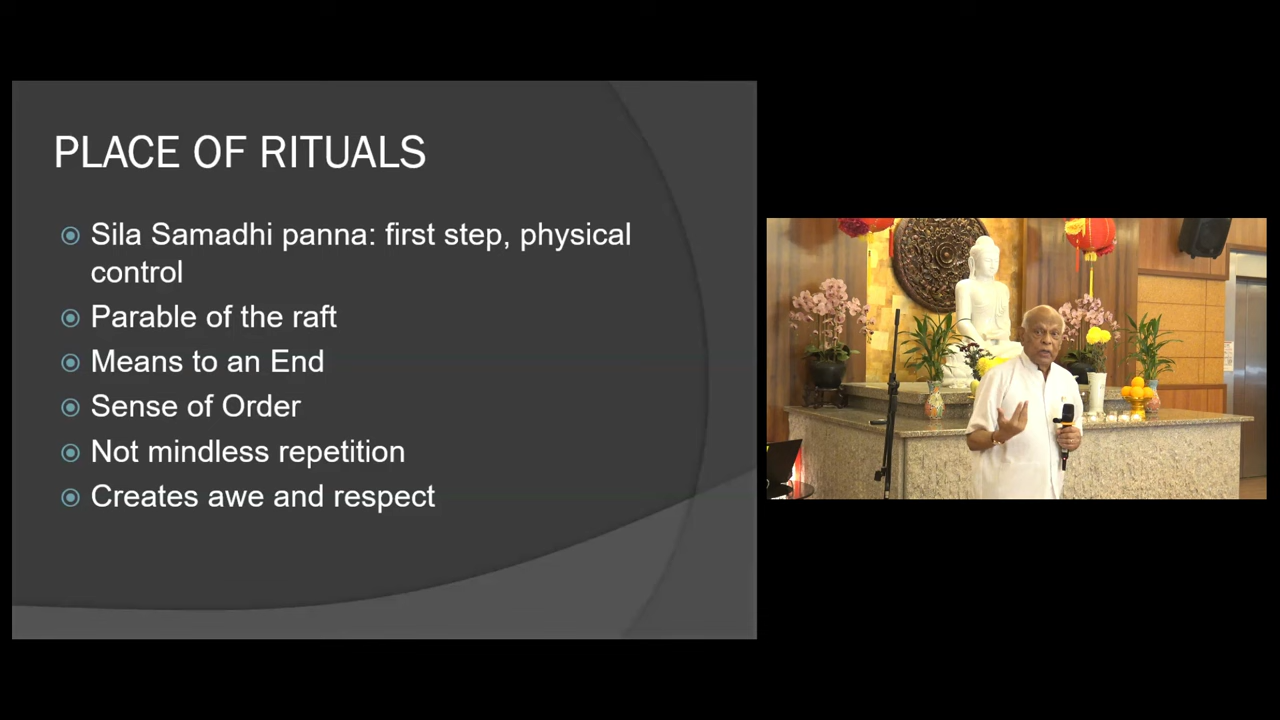 PLACE OF RITUALS
Sila Samadhi panna: first step, physical
control
Parable of the raft
Means to an End
Sense of Order
Not mindless repetition
Creates awe and respect